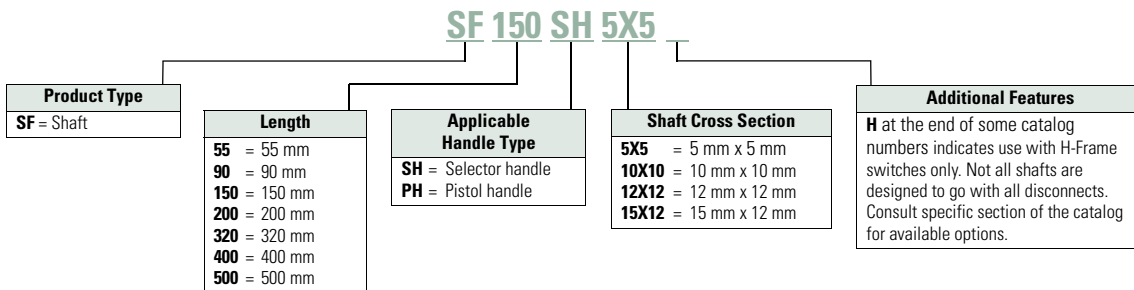 SF 150 SH 5X5 _
Product Type
SF = Shaft
Length
55 = 55 mm
90 = 90 mm
150 = 150 mm
200 = 200 mm
320 = 320 mm
400 = 400 mm
500 = 500 mm
Applicable
Handle Type
SH = Selector handle
PH = Pistol handle
Shaft Cross Section
5X5 = 5 mm x 5 mm
10X10 = 10 mm x 10 mm
12X12 = 12 mm x 12 mm
15X12 = 15 mm x 12 mm
Additional Features
H at the end of some catalog
numbers indicates use with H-Frame
switches only. Not all shafts are
designed to go with all disconnects.
Consult specific section of the catalog
for available options.